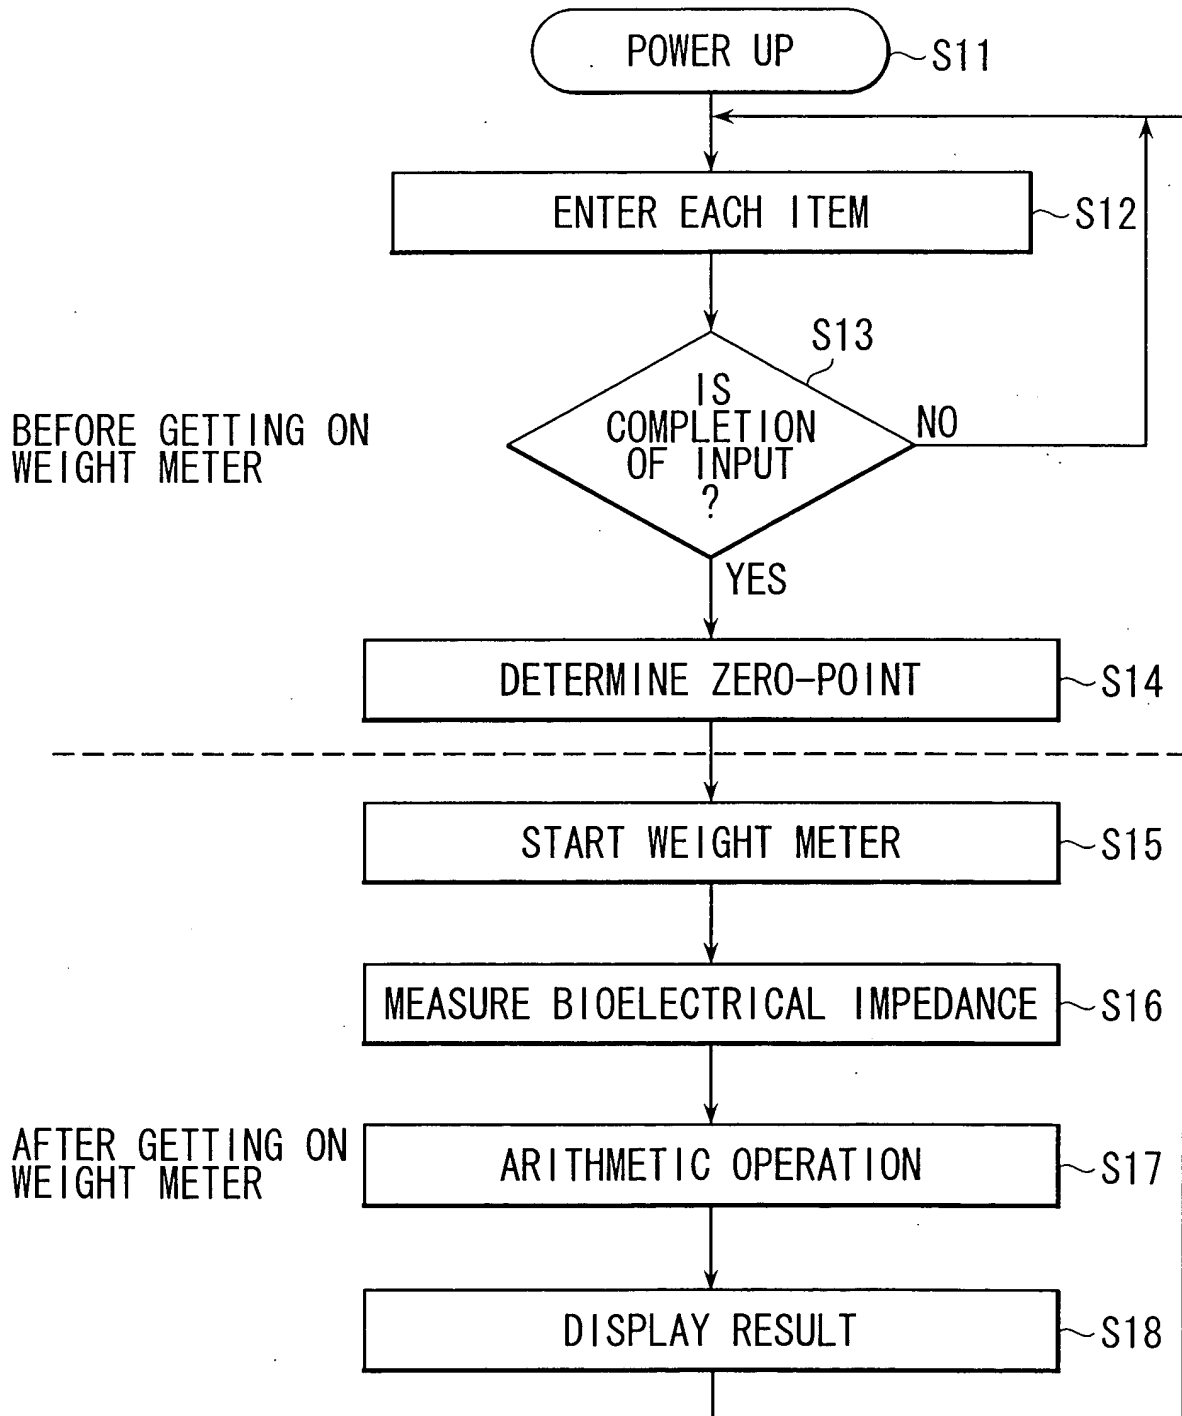 POWER UP
S11
ENTER EACH ITEM
S12
S13
IS
COMPLETION
OF INPUT
?
NO
BEFORE GETTING ON
WEIGHT METER
YES
DETERMINE ZERO-POINT
S14
START WEIGHT METER
S15
MEASURE BIOELECTRICAL IMPEDANCE
S16
AFTER GETTING ON
WEIGHT METER
ARITHMETIC OPERATION
S17
DISPLAY RESULT
S18